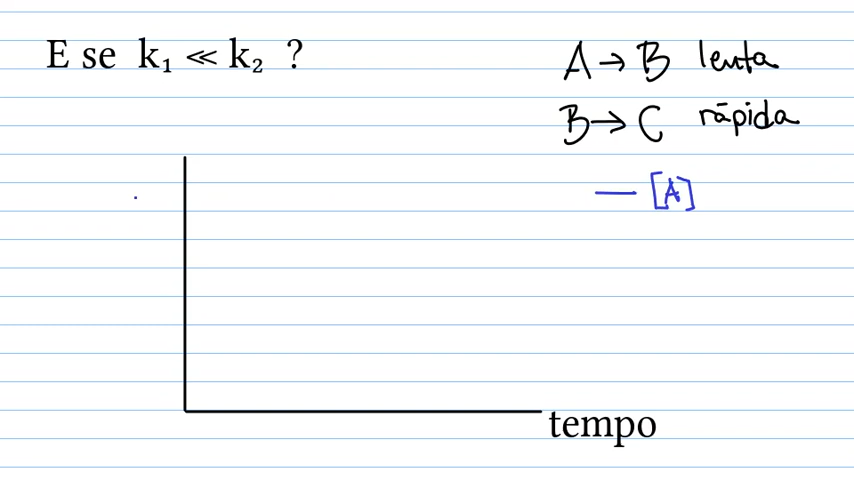 E se k₁ ≪ k₂ ?
A → B lenta
B → C rápida
— [A]
tempo